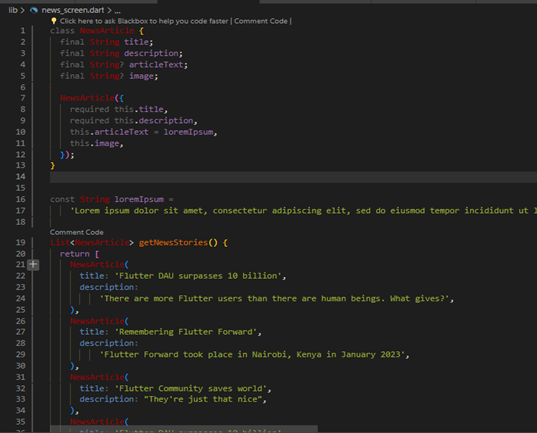 lib > news_screen.dart > ...
Click here to ask Blackbox to help you code faster | Comment Code |
1 class NewsArticle {
2 final String title;
3 final String description;
4 final String? articleText;
5 final String? image;
6
7 NewsArticle({
8 required this.title,
9 required this.description,
10 this.articleText = loremIpsum,
11 this.image,
12 });
13 }
14
15
16 const String loremIpsum =
17 'Lorem ipsum dolor sit amet, consectetur adipiscing elit, sed do eiusmod tempor incididunt ut l
18
Comment Code
19 List<NewsArticle> getNewsStories() {
20 return [
21 NewsArticle(
22 title: 'Flutter DAU surpasses 10 billion',
23 description:
24 'There are more Flutter users than there are human beings. What gives?',
25 ),
26 NewsArticle(
27 title: 'Remembering Flutter Forward',
28 description:
29 'Flutter Forward took place in Nairobi, Kenya in January 2023',
30 ),
31 NewsArticle(
32 title: 'Flutter Community saves world',
33 description: "They're just that nice",
34 ),
35 NewsArticle(
36 title: 'Flutter DAU surpasses 10 billion'